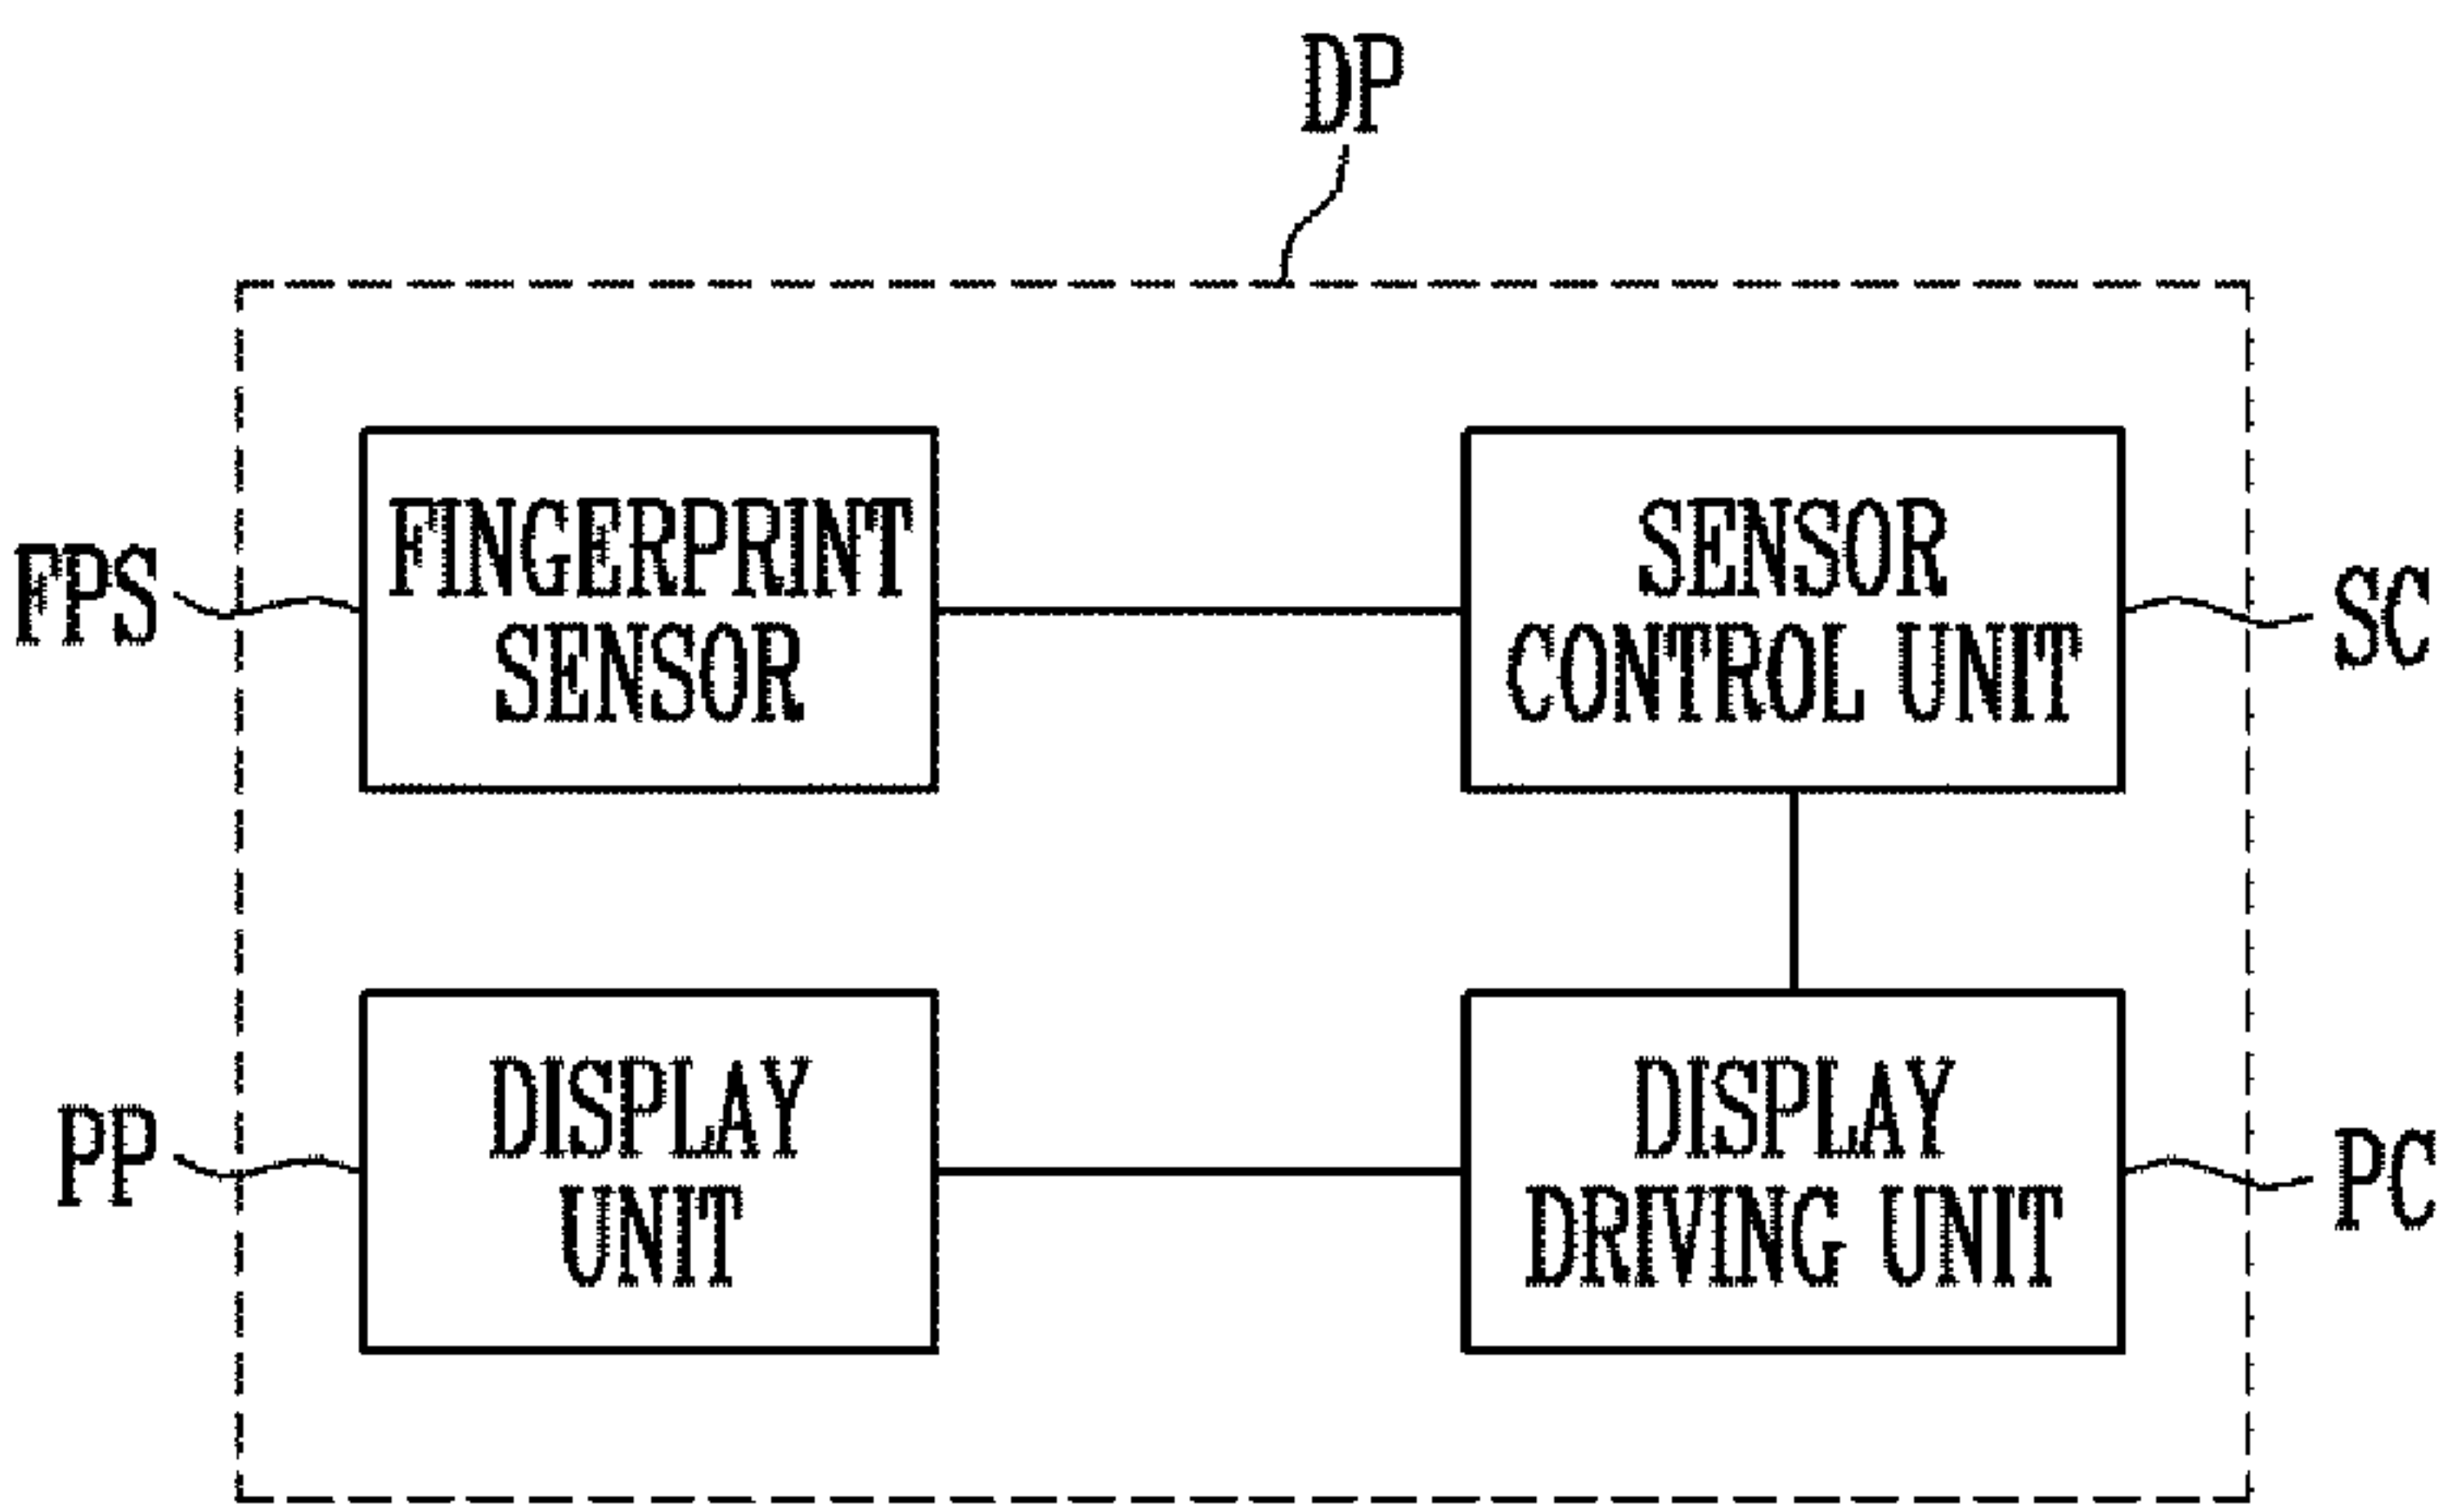 DP
FINGERPRINT
SENSOR
SENSOR
CONTROL UNIT
FPS
SC
DISPLAY
UNIT
DISPLAY
DRIVING UNIT
PP
PC